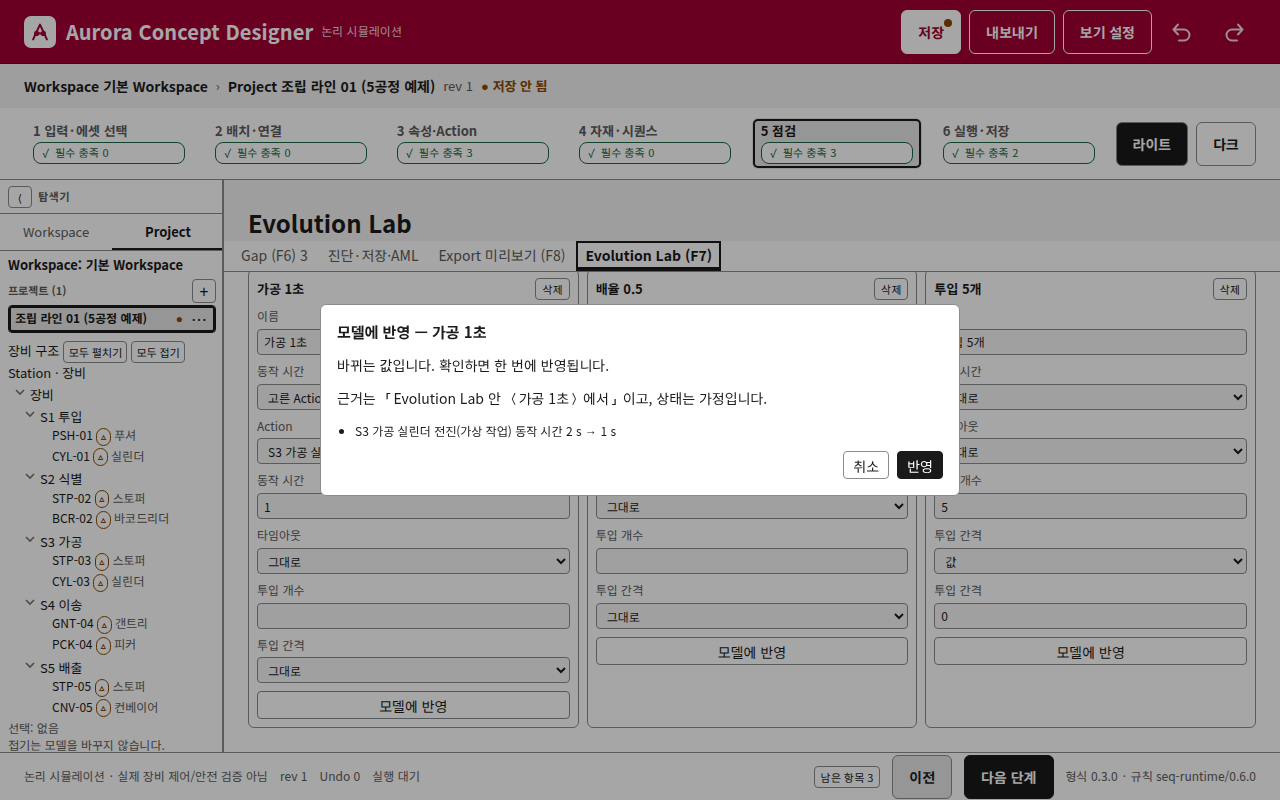 Aurora Concept Designer 논리 시뮬레이션 저장 내보내기 보기 설정
Workspace 기본 Workspace › Project 조립 라인 01 (5공정 예제) rev 1 ● 저장 안 됨
1 입력·에셋 선택 2 배치·연결 3 속성·Action 4 자재·시퀀스 5 점검 6 실행·저장
✓ 필수 충족 0 ✓ 필수 충족 0 ✓ 필수 충족 3 ✓ 필수 충족 0 ✓ 필수 충족 3 ✓ 필수 충족 2 라이트 다크
⟨ 탐색기
Workspace Project
Workspace: 기본 Workspace
프로젝트 (1) +
조립 라인 01 (5공정 예제) ● ···
장비 구조 모두 펼치기 모두 접기
Station · 장비
장비
S1 투입
PSH-01 푸셔
CYL-01 실린더
S2 식별
STP-02 스토퍼
BCR-02 바코드리더
S3 가공
STP-03 스토퍼
CYL-03 실린더
S4 이송
GNT-04 갠트리
PCK-04 피커
S5 배출
STP-05 스토퍼
CNV-05 컨베이어
선택: 없음
접기는 모델을 바꾸지 않습니다.
Evolution Lab
Gap (F6) 3 진단·저장·AML Export 미리보기 (F8) Evolution Lab (F7)
가공 1초 삭제 배율 0.5 삭제 투입 5개 삭제
이름
가공 1초
동작 시간
고른 Actio
Action
S3 가공 실
동작 시간
1
타임아웃
그대로
투입 개수
투입 간격
그대로
모델에 반영
모델에 반영 — 가공 1초
바뀌는 값입니다. 확인하면 한 번에 반영됩니다.
근거는 「Evolution Lab 안 〈가공 1초〉에서」이고, 상태는 가정입니다.
• S3 가공 실린더 전진(가상 작업) 동작 시간 2 s → 1 s
취소 반영
그대로
투입 개수
투입 간격
그대로
모델에 반영
5개
시간
대로
아웃
대로
개수
5
투입 간격
값
투입 간격
0
모델에 반영
논리 시뮬레이션 · 실제 장비 제어/안전 검증 아님 rev 1 Undo 0 실행 대기 남은 항목 3 이전 다음 단계 형식 0.3.0 · 규칙 seq-runtime/0.6.0